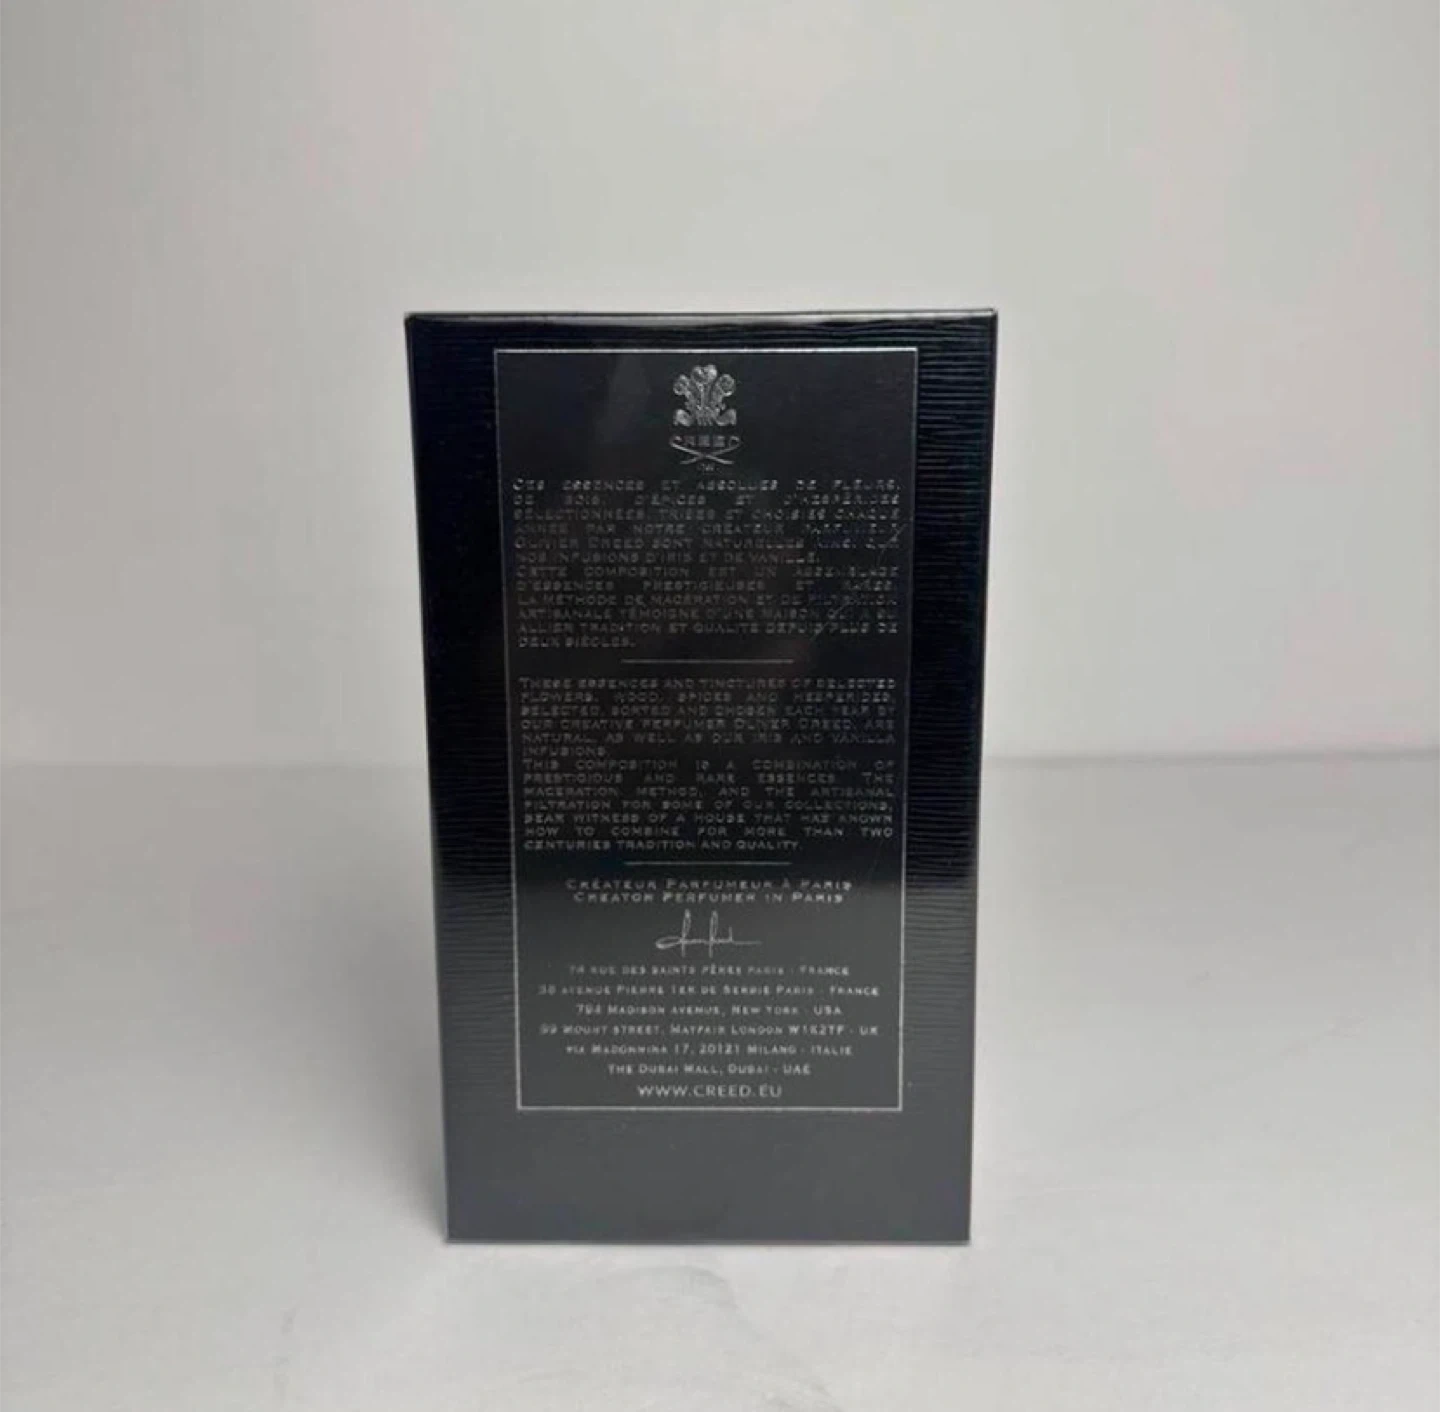 CREED
CES ESSENCES ET ABSOLUES DE FLEURS,
DE BOIS, D'ÉPICES ET D'HESPÉRIDES
SÉLECTIONNÉES, TRIÉES ET CHOISIES CHAQUE
ANNÉE PAR NOTRE CRÉATEUR PARFUMEUR
OLIVIER CREED SONT NATURELLES AINSI QUE
NOS INFUSIONS D'IRIS ET DE VANILLE.
CETTE COMPOSITION EST UN ASSEMBLAGE
D'ESSENCES PRESTIGIEUSES ET RARES.
LA MÉTHODE DE MACÉRATION ET DE FILTRATION
ARTISANALE TÉMOIGNE D'UNE MAISON QUI A SU
ALLIER TRADITION ET QUALITÉ DEPUIS PLUS DE
DEUX SIÈCLES.
THESE ESSENCES AND TINCTURES OF SELECTED
FLOWERS, WOOD, SPICES AND HESPERIDES,
SELECTED, SORTED AND CHOSEN EACH YEAR BY
OUR CREATIVE PERFUMER OLIVER CREED, ARE
NATURAL, AS WELL AS OUR IRIS AND VANILLA
INFUSIONS.
THIS COMPOSITION IS A COMBINATION OF
PRESTIGIOUS AND RARE ESSENCES. THE
MACERATION METHOD, AND THE ARTISANAL
FILTRATION FOR SOME OF OUR COLLECTIONS,
BEAR WITNESS OF A HOUSE THAT HAS KNOWN
HOW TO COMBINE FOR MORE THAN TWO
CENTURIES TRADITION AND QUALITY.
CRÉATEUR PARFUMEUR À PARIS
CREATOR PERFUMER IN PARIS
74 RUE DES SAINTS PÈRES PARIS - FRANCE
38 AVENUE PIERRE 1ER DE SERBIE PARIS - FRANCE
794 MADISON AVENUE, NEW YORK - USA
99 MOUNT STREET, MAYFAIR LONDON W1K2TF - UK
VIA MADONNINA 17, 20121 MILANO - ITALIE
THE DUBAI MALL, DUBAI - UAE
WWW.CREED.EU